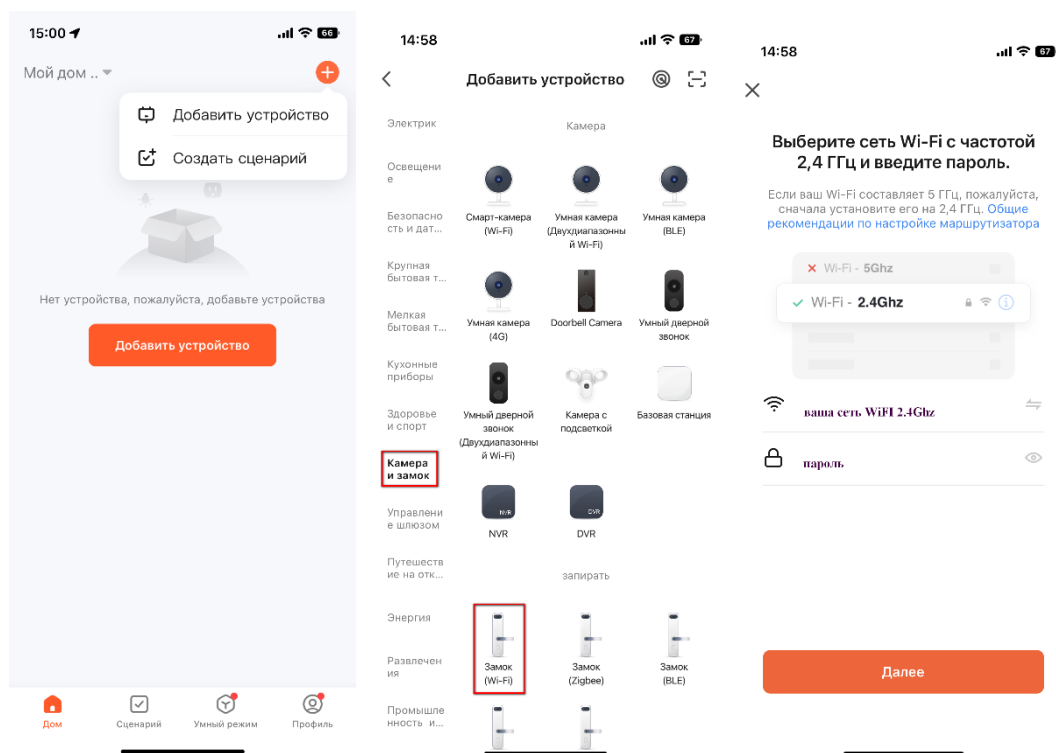 15:00
66
Мой дом ..
Добавить устройство
Создать сценарий
Нет устройства, пожалуйста, добавьте устройства
Добавить устройство
Дом
Сценарий
Умный режим
Профиль
14:58
67
Добавить устройство
Электрик
Освещени
е
Безопасно
сть и дат...
Крупная
бытовая т...
Мелкая
бытовая т...
Кухонные
приборы
Здоровье
и спорт
Камера
и замок
Управлени
е шлюзом
Путешеств
ие на отк...
Энергия
Развлечен
ия
Промышле
нность и...
Камера
Смарт-камера
(Wi-Fi)
Умная камера
(Двухдиапазонны
й Wi-Fi)
Умная камера
(BLE)
Умная камера
(4G)
Doorbell Camera
Умный дверной
звонок
Умный дверной
звонок
(Двухдиапазонны
й Wi-Fi)
Камера с
подсветкой
Базовая станция
NVR
NVR
DVR
DVR
запирать
Замок
(Wi-Fi)
Замок
(Zigbee)
Замок
(BLE)
14:58
67
Выберите сеть Wi-Fi с частотой
2,4 ГГц и введите пароль.
Если ваш Wi-Fi составляет 5 ГГц, пожалуйста,
сначала установите его на 2,4 ГГц. Общие
рекомендации по настройке маршрутизатора
Wi-Fi - 5Ghz
Wi-Fi - 2.4Ghz
ваша сеть WiFI 2.4Ghz
пароль
Далее